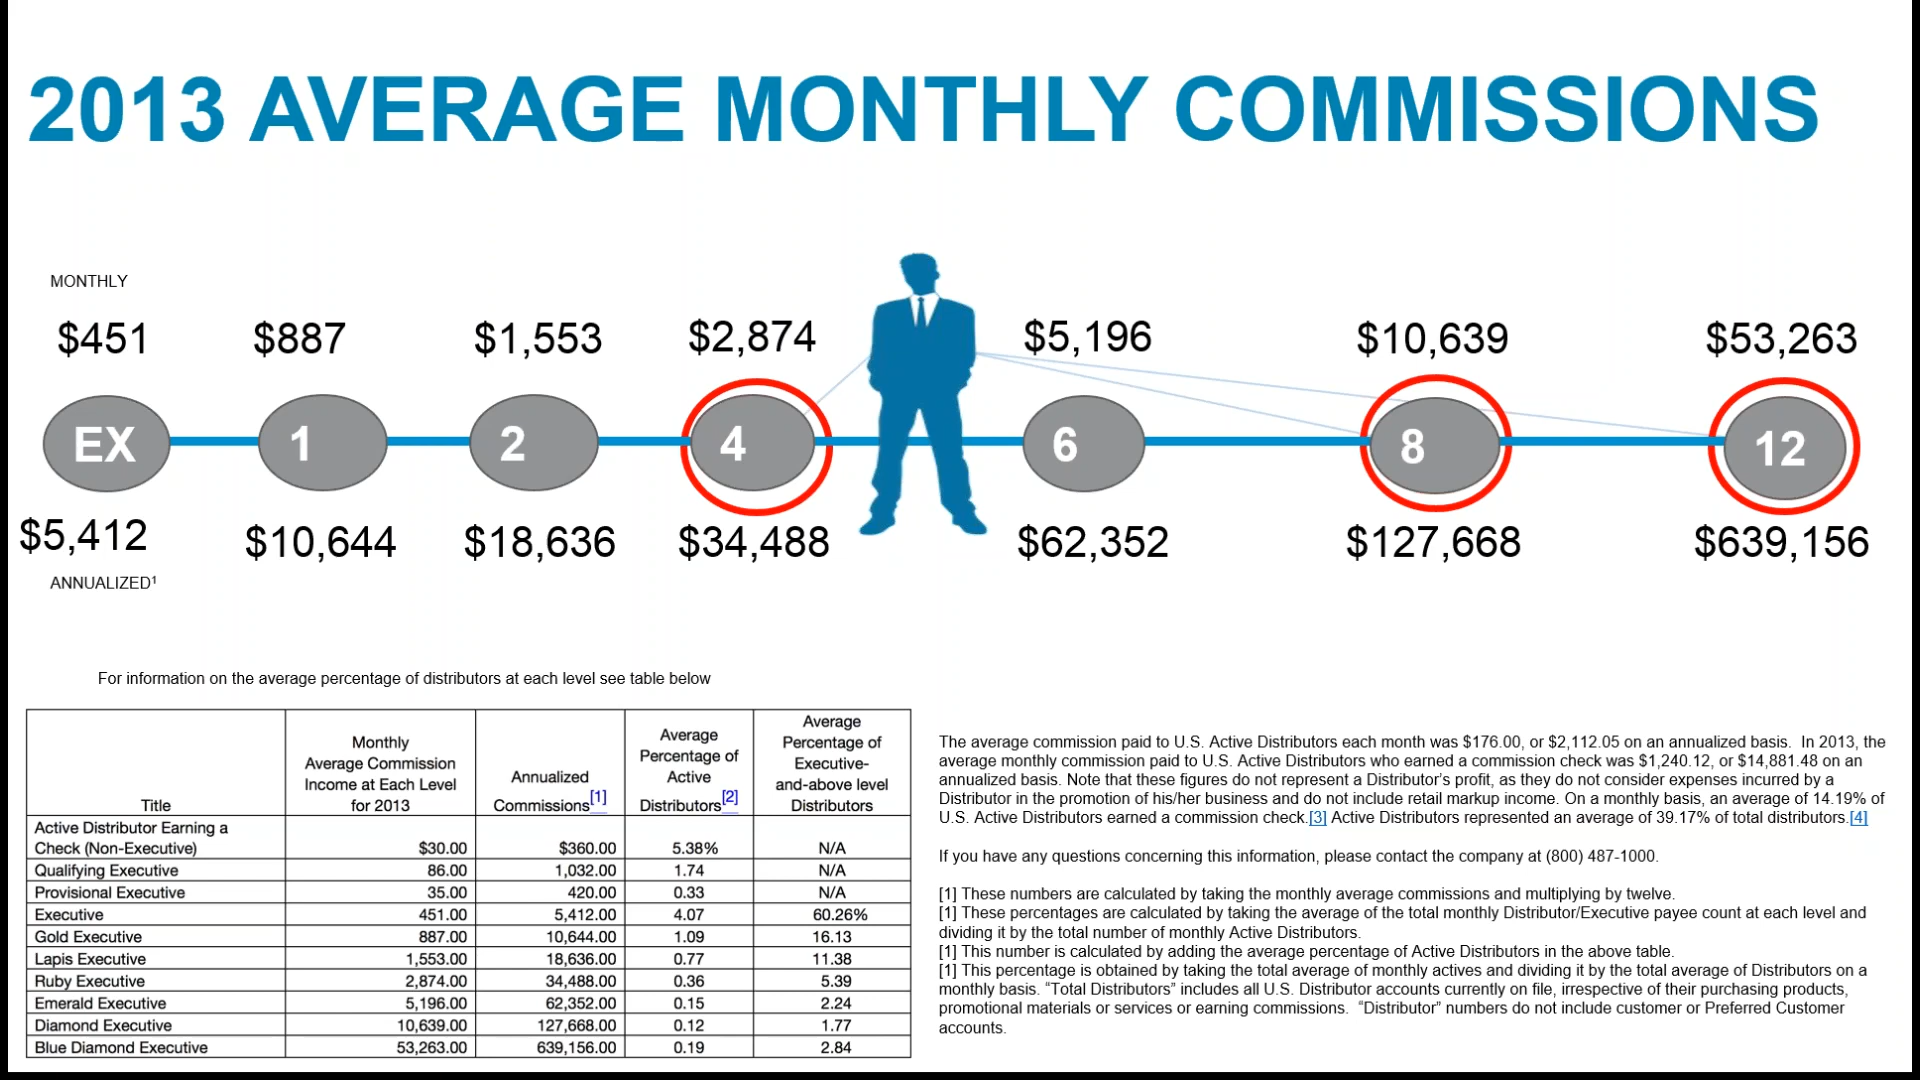 2013 AVERAGE MONTHLY COMMISSIONS
MONTHLY
$451 $887 $1,553 $2,874 $5,196 $10,639 $53,263
EX 1 2 4 6 8 12
$5,412 $10,644 $18,636 $34,488 $62,352 $127,668 $639,156
ANNUALIZED¹
For information on the average percentage of distributors at each level see table below
Title | Monthly Average Commission Income at Each Level for 2013 | Annualized Commissions[1] | Average Percentage of Active Distributors[2] | Average Percentage of Executive-and-above level Distributors
Active Distributor Earning a Check (Non-Executive) $30.00 $360.00 5.38% N/A
Qualifying Executive 86.00 1,032.00 1.74 N/A
Provisional Executive 35.00 420.00 0.33 N/A
Executive 451.00 5,412.00 4.07 60.26%
Gold Executive 887.00 10,644.00 1.09 16.13
Lapis Executive 1,553.00 18,636.00 0.77 11.38
Ruby Executive 2,874.00 34,488.00 0.36 5.39
Emerald Executive 5,196.00 62,352.00 0.15 2.24
Diamond Executive 10,639.00 127,668.00 0.12 1.77
Blue Diamond Executive 53,263.00 639,156.00 0.19 2.84
The average commission paid to U.S. Active Distributors each month was $176.00, or $2,112.05 on an annualized basis. In 2013, the
average monthly commission paid to U.S. Active Distributors who earned a commission check was $1,240.12, or $14,881.48 on an
annualized basis. Note that these figures do not represent a Distributor's profit, as they do not consider expenses incurred by a
Distributor in the promotion of his/her business and do not include retail markup income. On a monthly basis, an average of 14.19% of
U.S. Active Distributors earned a commission check.[3] Active Distributors represented an average of 39.17% of total distributors.[4]
If you have any questions concerning this information, please contact the company at (800) 487-1000.
[1] These numbers are calculated by taking the monthly average commissions and multiplying by twelve.
[1] These percentages are calculated by taking the average of the total monthly Distributor/Executive payee count at each level and
dividing it by the total number of monthly Active Distributors.
[1] This number is calculated by adding the average percentage of Active Distributors in the above table.
[1] This percentage is obtained by taking the total average of monthly actives and dividing it by the total average of Distributors on a
monthly basis. "Total Distributors" includes all U.S. Distributor accounts currently on file, irrespective of their purchasing products,
promotional materials or services or earning commissions. "Distributor" numbers do not include customer or Preferred Customer
accounts.